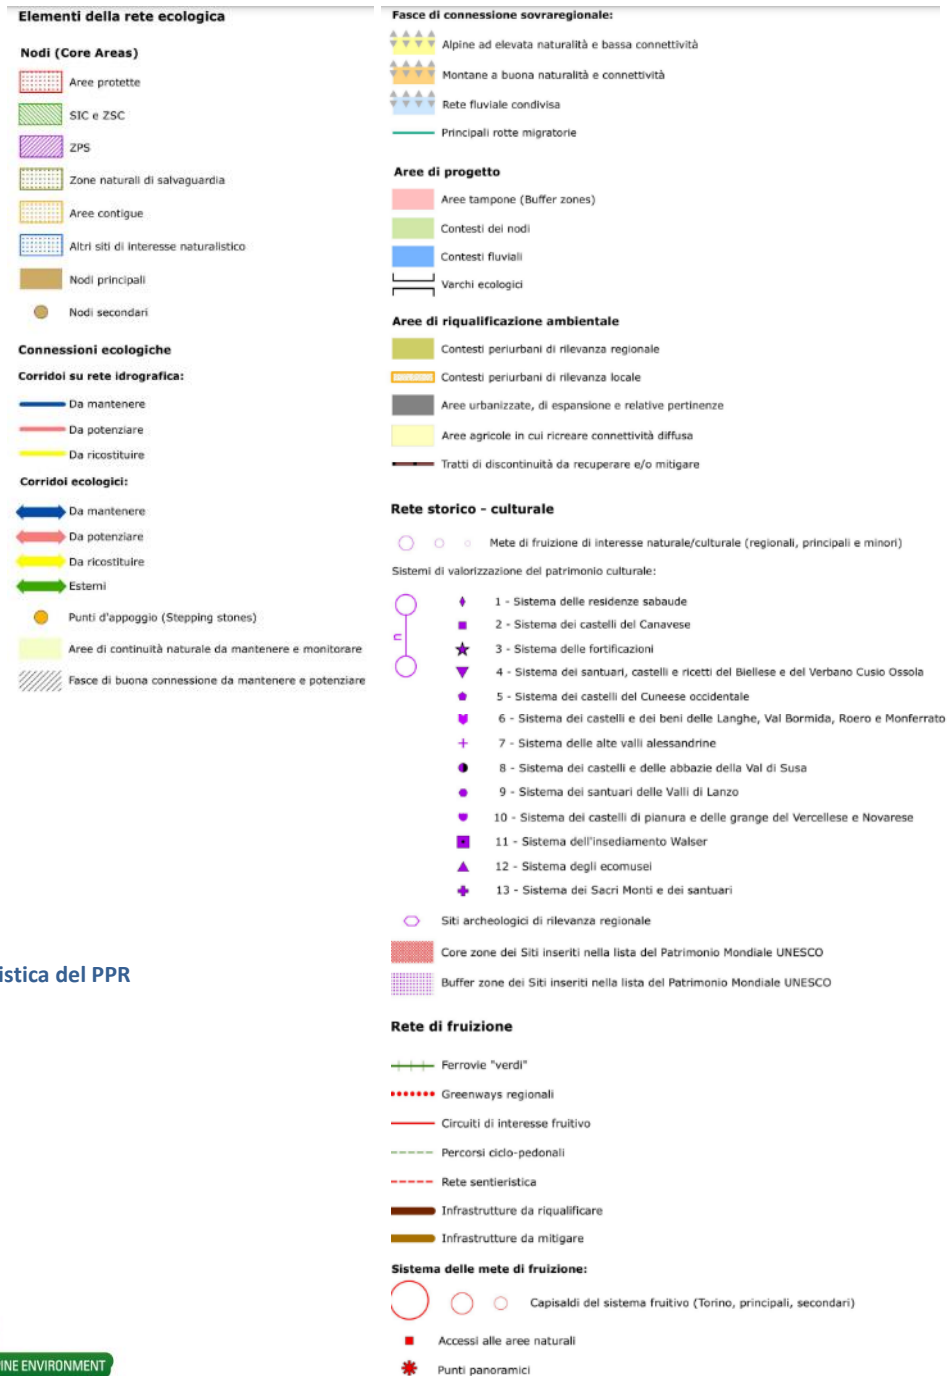 Elementi della rete ecologica
Nodi (Core Areas)
Aree protette
SIC e ZSC
ZPS
Zone naturali di salvaguardia
Aree contigue
Altri siti di interesse naturalistico
Nodi principali
Nodi secondari
Connessioni ecologiche
Corridoi su rete idrografica:
Da mantenere
Da potenziare
Da ricostituire
Corridoi ecologici:
Da mantenere
Da potenziare
Da ricostituire
Esterni
Punti d'appoggio (Stepping stones)
Aree di continuità naturale da mantenere e monitorare
Fasce di buona connessione da mantenere e potenziare
istica del PPR
PINE ENVIRONMENT
Fasce di connessione sovraregionale:
Alpine ad elevata naturalità e bassa connettività
Montane a buona naturalità e connettività
Rete fluviale condivisa
Principali rotte migratorie
Aree di progetto
Aree tampone (Buffer zones)
Contesti dei nodi
Contesti fluviali
Varchi ecologici
Aree di riqualificazione ambientale
Contesti periurbani di rilevanza regionale
Contesti periurbani di rilevanza locale
Aree urbanizzate, di espansione e relative pertinenze
Aree agricole in cui ricreare connettività diffusa
Tratti di discontinuità da recuperare e/o mitigare
Rete storico - culturale
Mete di fruizione di interesse naturale/culturale (regionali, principali e minori)
Sistemi di valorizzazione del patrimonio culturale:
n
1 - Sistema delle residenze sabaude
2 - Sistema dei castelli del Canavese
3 - Sistema delle fortificazioni
4 - Sistema dei santuari, castelli e ricetti del Biellese e del Verbano Cusio Ossola
5 - Sistema dei castelli del Cuneese occidentale
6 - Sistema dei castelli e dei beni delle Langhe, Val Bormida, Roero e Monferrato
7 - Sistema delle alte valli alessandrine
8 - Sistema dei castelli e delle abbazie della Val di Susa
9 - Sistema dei santuari delle Valli di Lanzo
10 - Sistema dei castelli di pianura e delle grange del Vercellese e Novarese
11 - Sistema dell'insediamento Walser
12 - Sistema degli ecomusei
13 - Sistema dei Sacri Monti e dei santuari
Siti archeologici di rilevanza regionale
Core zone dei Siti inseriti nella lista del Patrimonio Mondiale UNESCO
Buffer zone dei Siti inseriti nella lista del Patrimonio Mondiale UNESCO
Rete di fruizione
Ferrovie "verdi"
Greenways regionali
Circuiti di interesse fruitivo
Percorsi ciclo-pedonali
Rete sentieristica
Infrastrutture da riqualificare
Infrastrutture da mitigare
Sistema delle mete di fruizione:
Capisaldi del sistema fruitivo (Torino, principali, secondari)
Accessi alle aree naturali
Punti panoramici